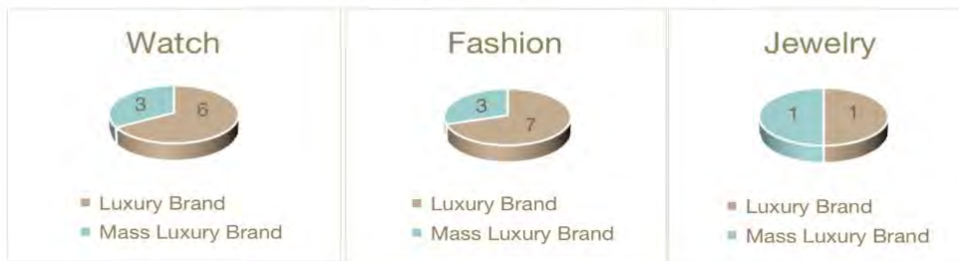 Watch
3
6
Luxury Brand
Mass Luxury Brand
Fashion
3
7
Luxury Brand
Mass Luxury Brand
Jewelry
1
1
Luxury Brand
Mass Luxury Brand